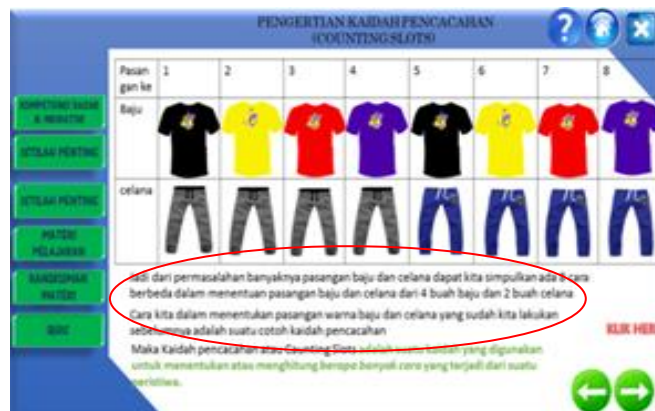 PENGERTIAN KAIDAH PENCACAHAN
(COUNTING SLOTS)
?
X
Pasan
gan ke
1 2 3 4 5 6 7 8
Baju
celana
KOMPETENSI DASAR
& INDIKATOR
ISTILAH PENTING
ISTILAH PENTING
MATERI
PELAJARAN
RANGKUMAN
MATERI
QUIZ
Jadi dari permasalahan banyaknya pasangan baju dan celana dapat kita simpulkan ada 8 cara
berbeda dalam menentuan pasangan baju dan celana dari 4 buah baju dan 2 buah celana
Cara kita dalam menentukan pasangan warna baju dan celana yang sudah kita lakukan
sebelumnya adalah suatu cotoh kaidah pencacahan
KLIK HER
Maka Kaidah pencacahan atau Counting Slots adalah suatu kaidah yang digunakan
untuk menentukan atau menghitung berapa banyak cara yang terjadi dari suatu
peristiwa.